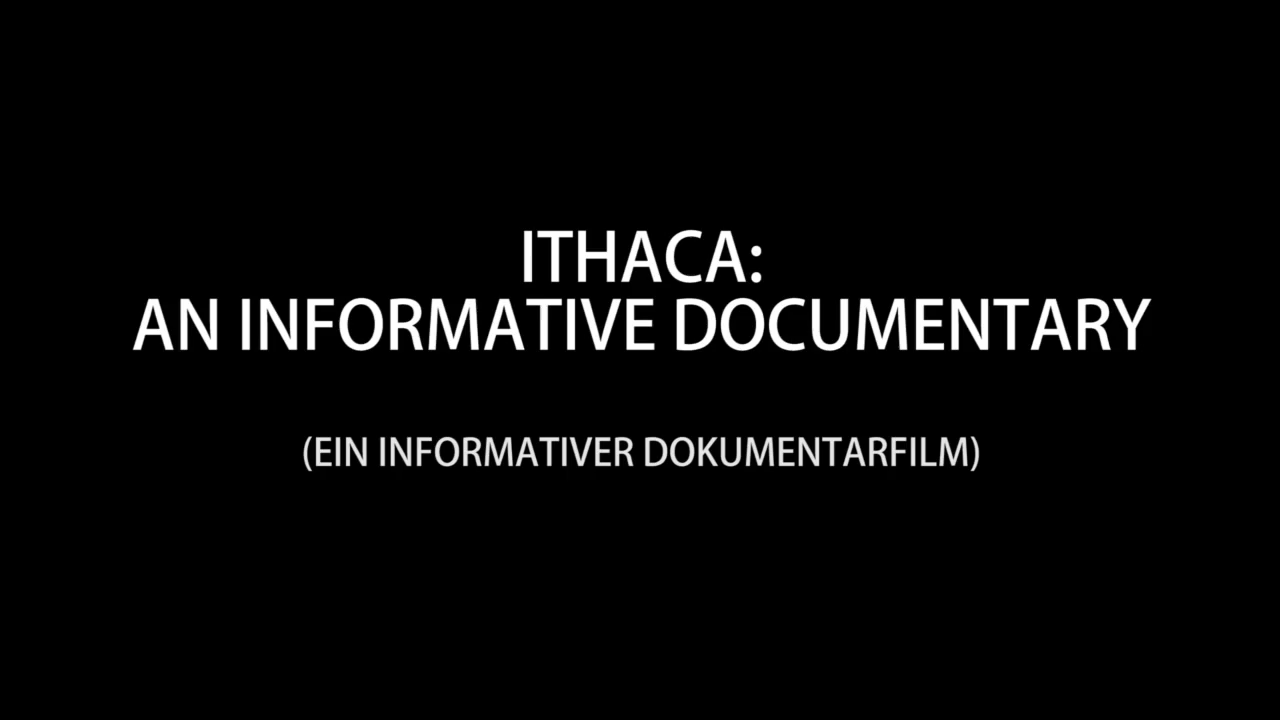 ITHACA:
AN INFORMATIVE DOCUMENTARY
(EIN INFORMATIVER DOKUMENTARFILM)